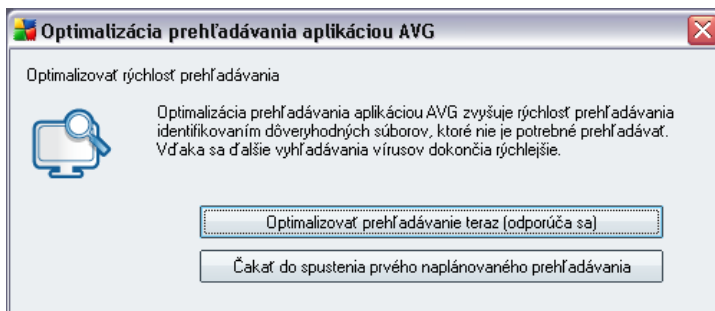 Optimalizácia prehľadávania aplikáciou AVG
Optimalizovať rýchlosť prehľadávania
Optimalizácia prehľadávania aplikáciou AVG zvyšuje rýchlosť prehľadávania
identifikovaním dôveryhodných súborov, ktoré nie je potrebné prehľadávať.
Vďaka sa ďalšie vyhľadávania vírusov dokončia rýchlejšie.
Optimalizovať prehľadávanie teraz (odporúča sa)
Čakať do spustenia prvého naplánovaného prehľadávania